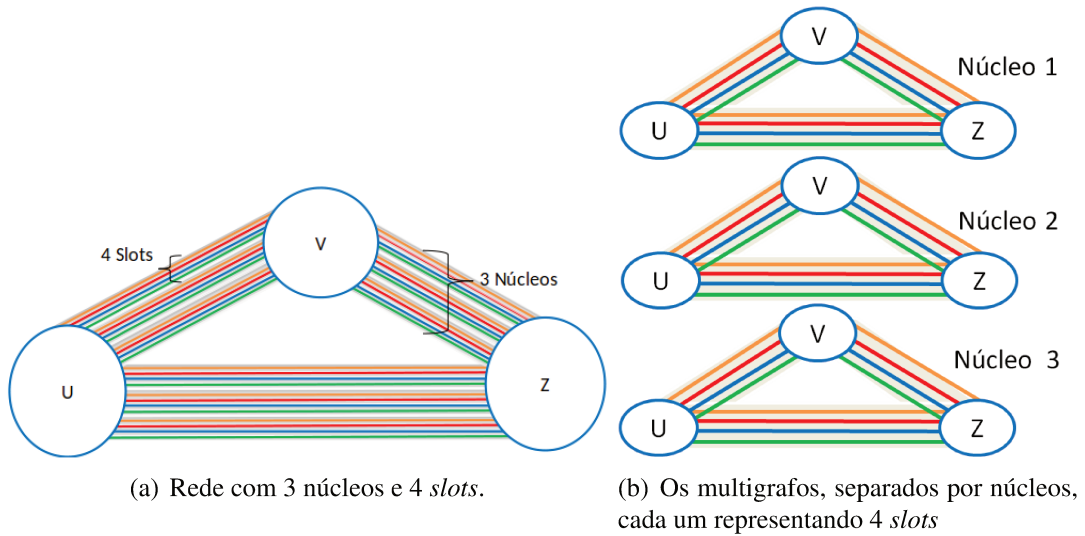 V
4 Slots
3 Núcleos
U
Z
(a) Rede com 3 núcleos e 4 slots.
V
Núcleo 1
U
Z
V
Núcleo 2
U
Z
V
Núcleo 3
U
Z
(b) Os multigrafos, separados por núcleos,
cada um representando 4 slots